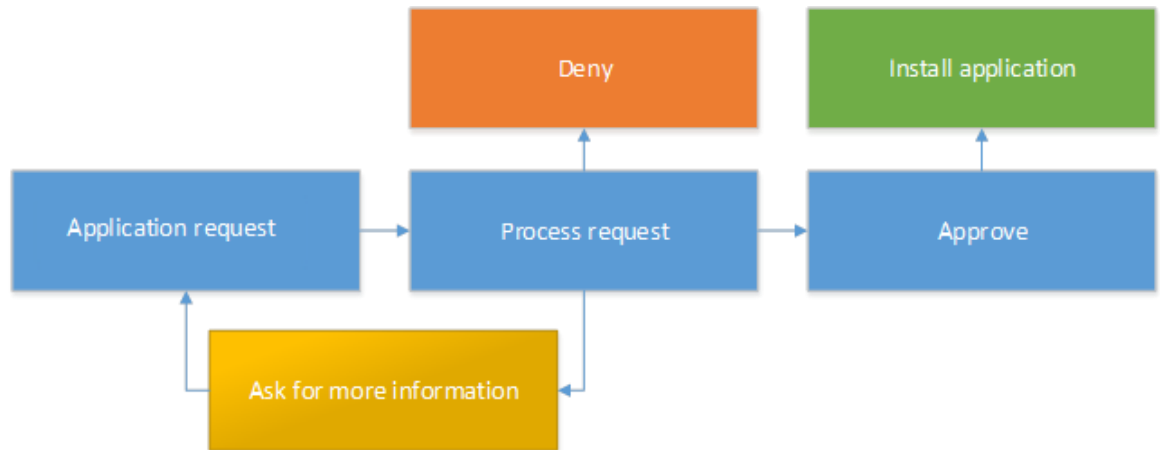 Deny
Install application
Application request
Process request
Approve
Ask for more information